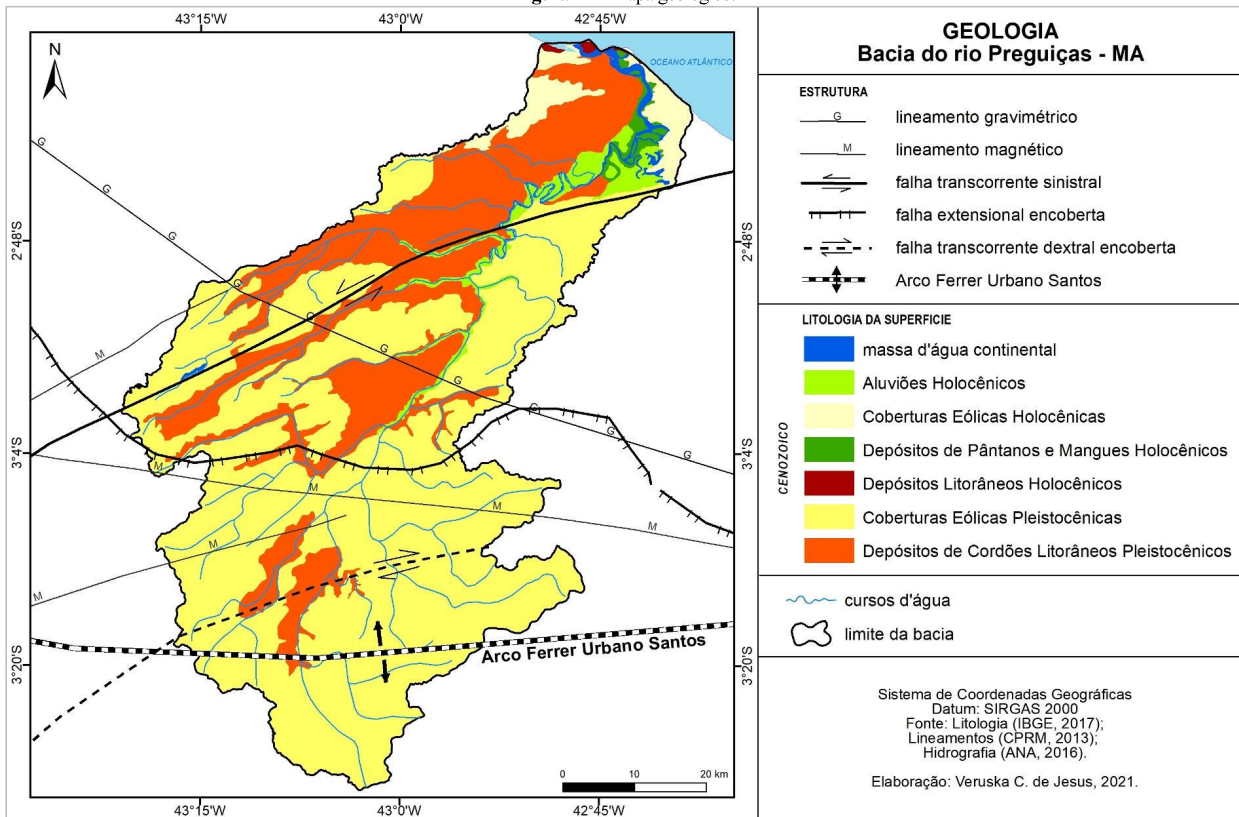 43°15'W 43°0'W 42°45'W
N
OCEANO ATLÂNTICO
G
G
G
G
G
G
G
G
M
M
M
M
M
M
M
2°48'S 2°48'S
3°4'S 3°4'S
3°20'S 3°20'S
Arco Ferrer Urbano Santos
0 10 20 km
43°15'W 43°0'W 42°45'W
GEOLOGIA
Bacia do rio Preguiças - MA
ESTRUTURA
G lineamento gravimétrico
M lineamento magnético
falha transcorrente sinistral
falha extensional encoberta
falha transcorrente dextral encoberta
Arco Ferrer Urbano Santos
LITOLOGIA DA SUPERFICIE
CENOZOICO
massa d'água continental
Aluviões Holocênicos
Coberturas Eólicas Holocênicas
Depósitos de Pântanos e Mangues Holocênicos
Depósitos Litorâneos Holocênicos
Coberturas Eólicas Pleistocênicas
Depósitos de Cordões Litorâneos Pleistocênicos
cursos d'água
limite da bacia
Sistema de Coordenadas Geográficas
Datum: SIRGAS 2000
Fonte: Litologia (IBGE, 2017);
Lineamentos (CPRM, 2013);
Hidrografia (ANA, 2016).
Elaboração: Veruska C. de Jesus, 2021.